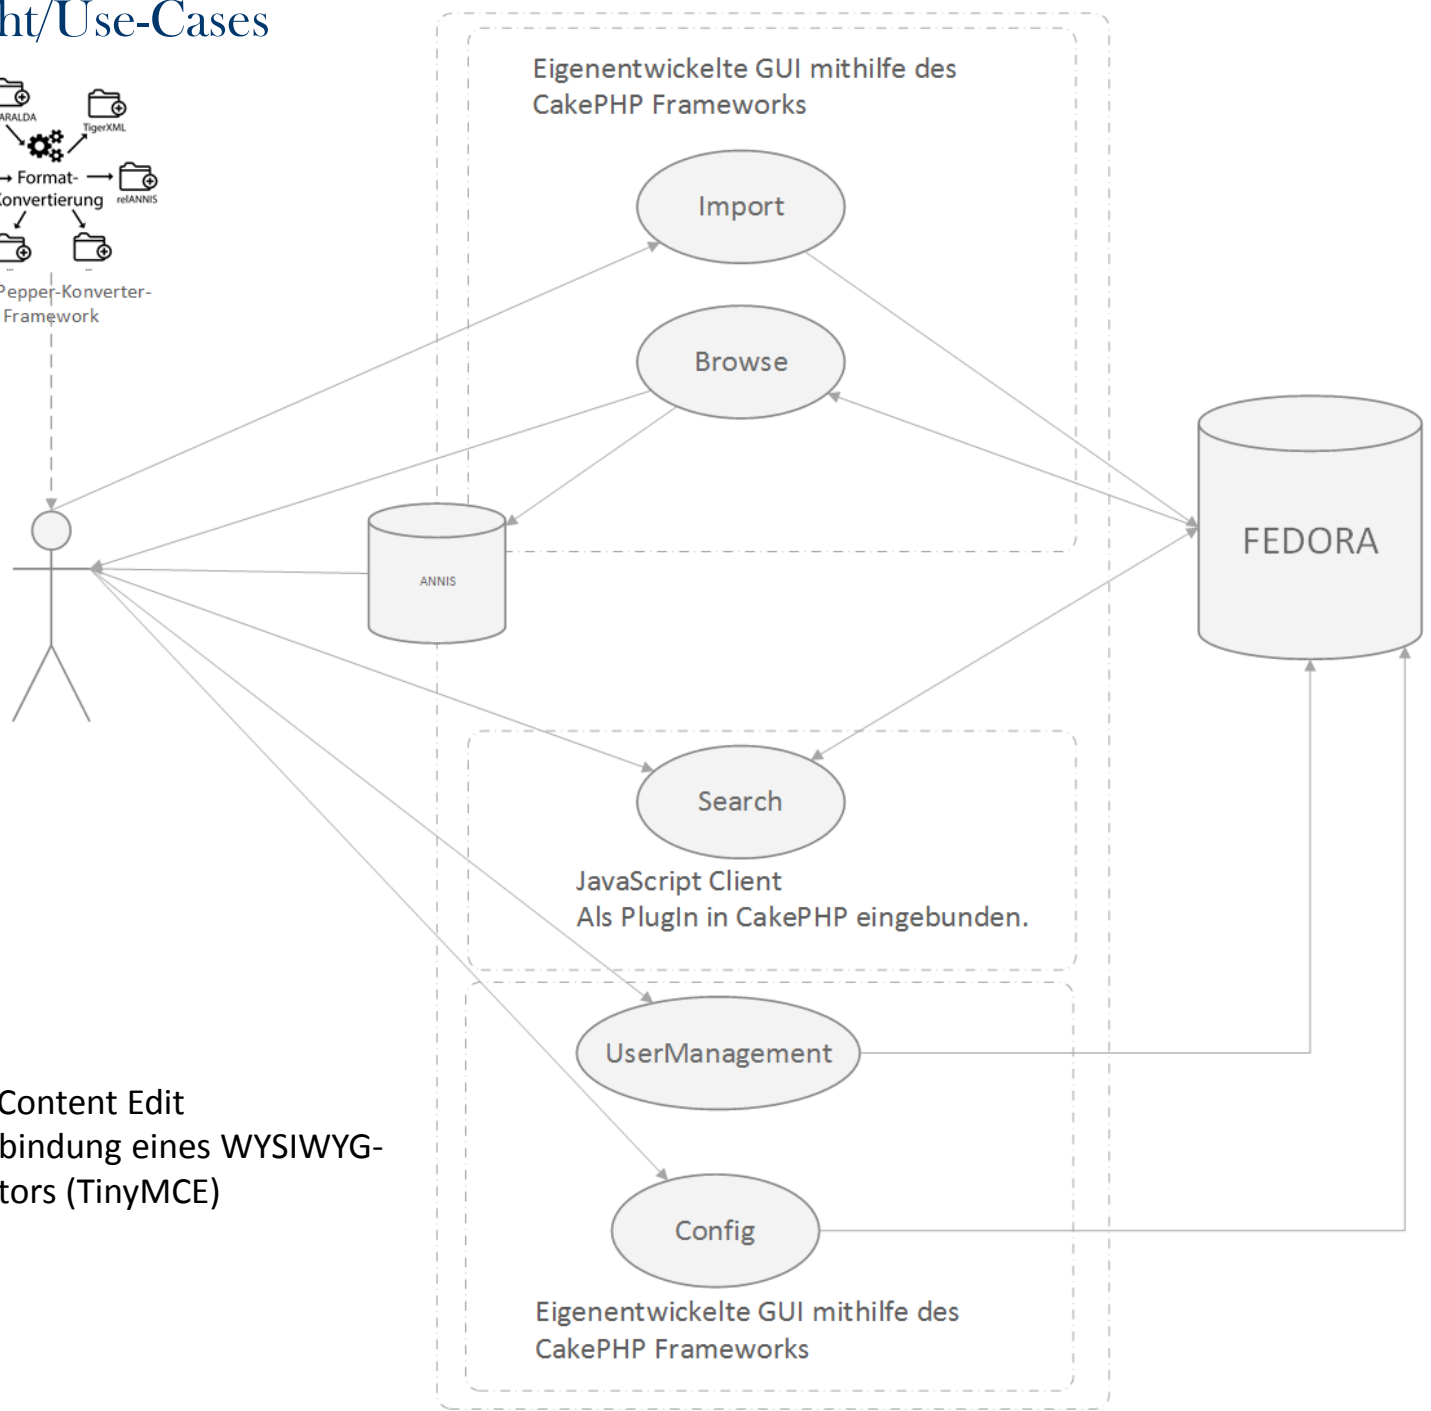 ht/Use-Cases
Eigenentwickelte GUI mithilfe des
CakePHP Frameworks
ARALDA
TigerXML
Format-
Konvertierung
relANNIS
...
...
Pepper-Konverter-
Framework
Import
Browse
ANNIS
FEDORA
Search
JavaScript Client
Als PlugIn in CakePHP eingebunden.
UserManagement
Content Edit
bindung eines WYSIWYG-
tors (TinyMCE)
Config
Eigenentwickelte GUI mithilfe des
CakePHP Frameworks